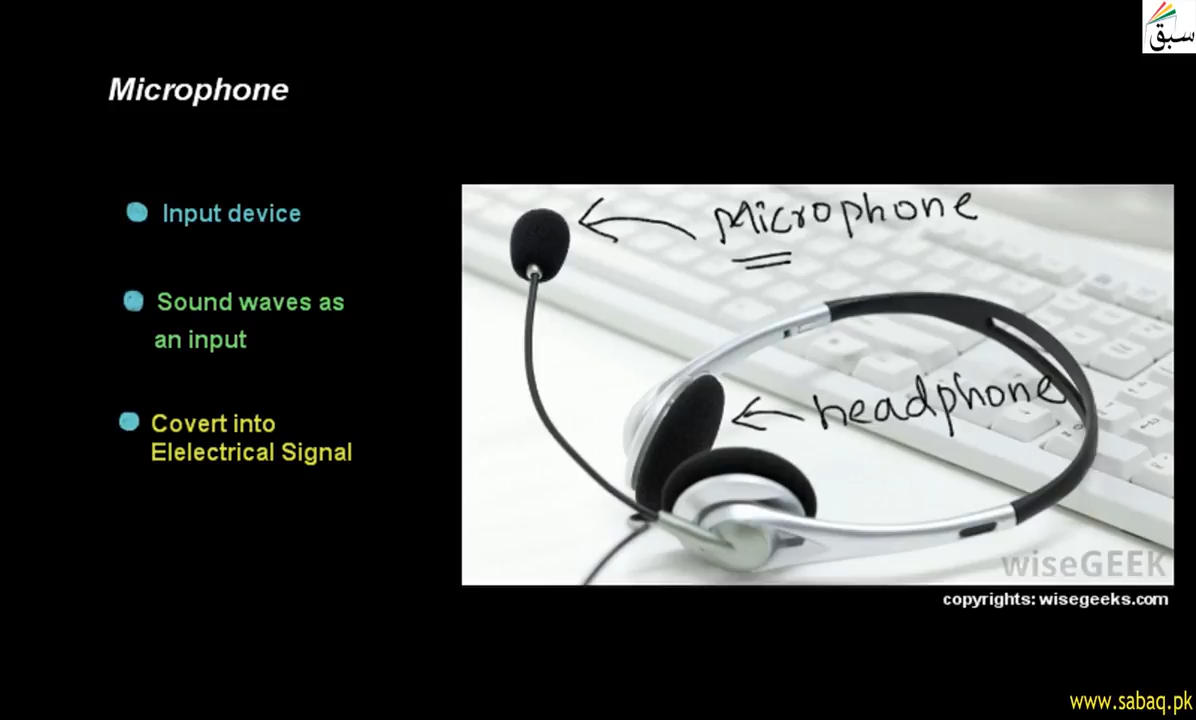 سبق
Microphone
Input device
Sound waves as
an input
Covert into
Elelectrical Signal
Microphone
headphone
wiseGEEK
copyrights: wisegeeks.com
www.sabaq.pk